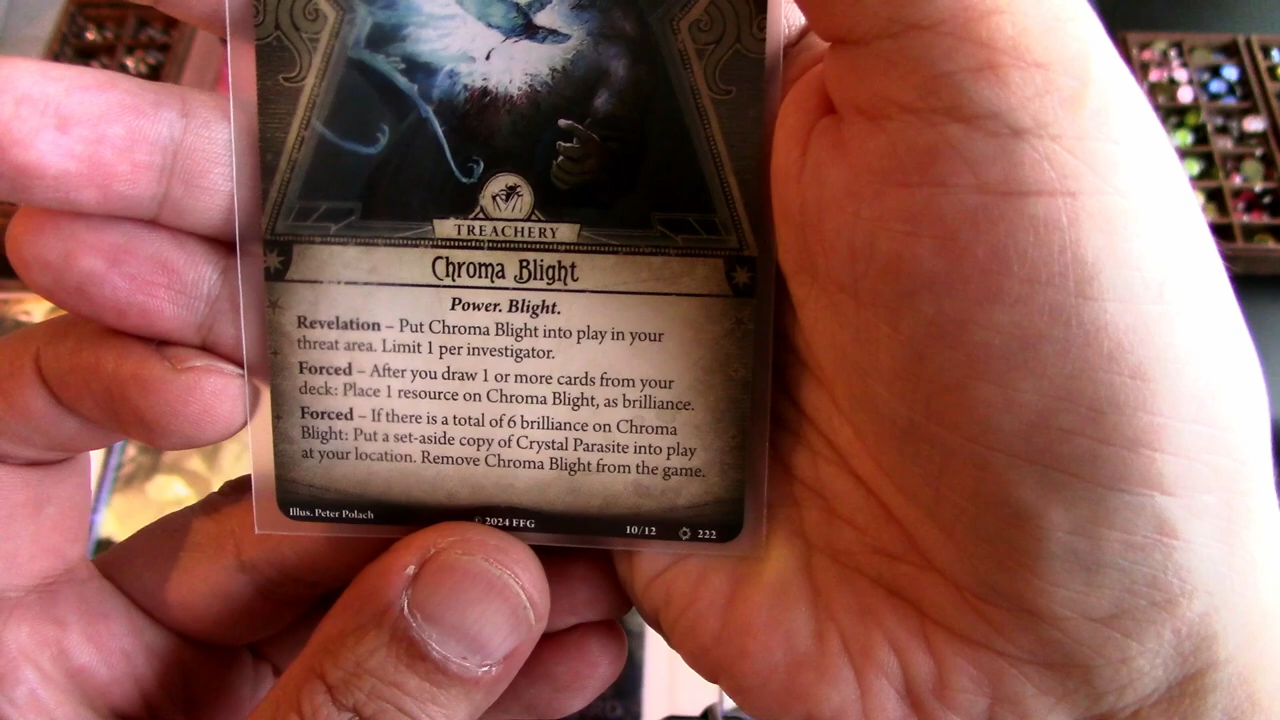 TREACHERY
Chroma Blight
Power. Blight.
Revelation – Put Chroma Blight into play in your
threat area. Limit 1 per investigator.
Forced – After you draw 1 or more cards from your
deck: Place 1 resource on Chroma Blight, as brilliance.
Forced – If there is a total of 6 brilliance on Chroma
Blight: Put a set-aside copy of Crystal Parasite into play
at your location. Remove Chroma Blight from the game.
Illus. Peter Polach
© 2024 FFG
10/12
222